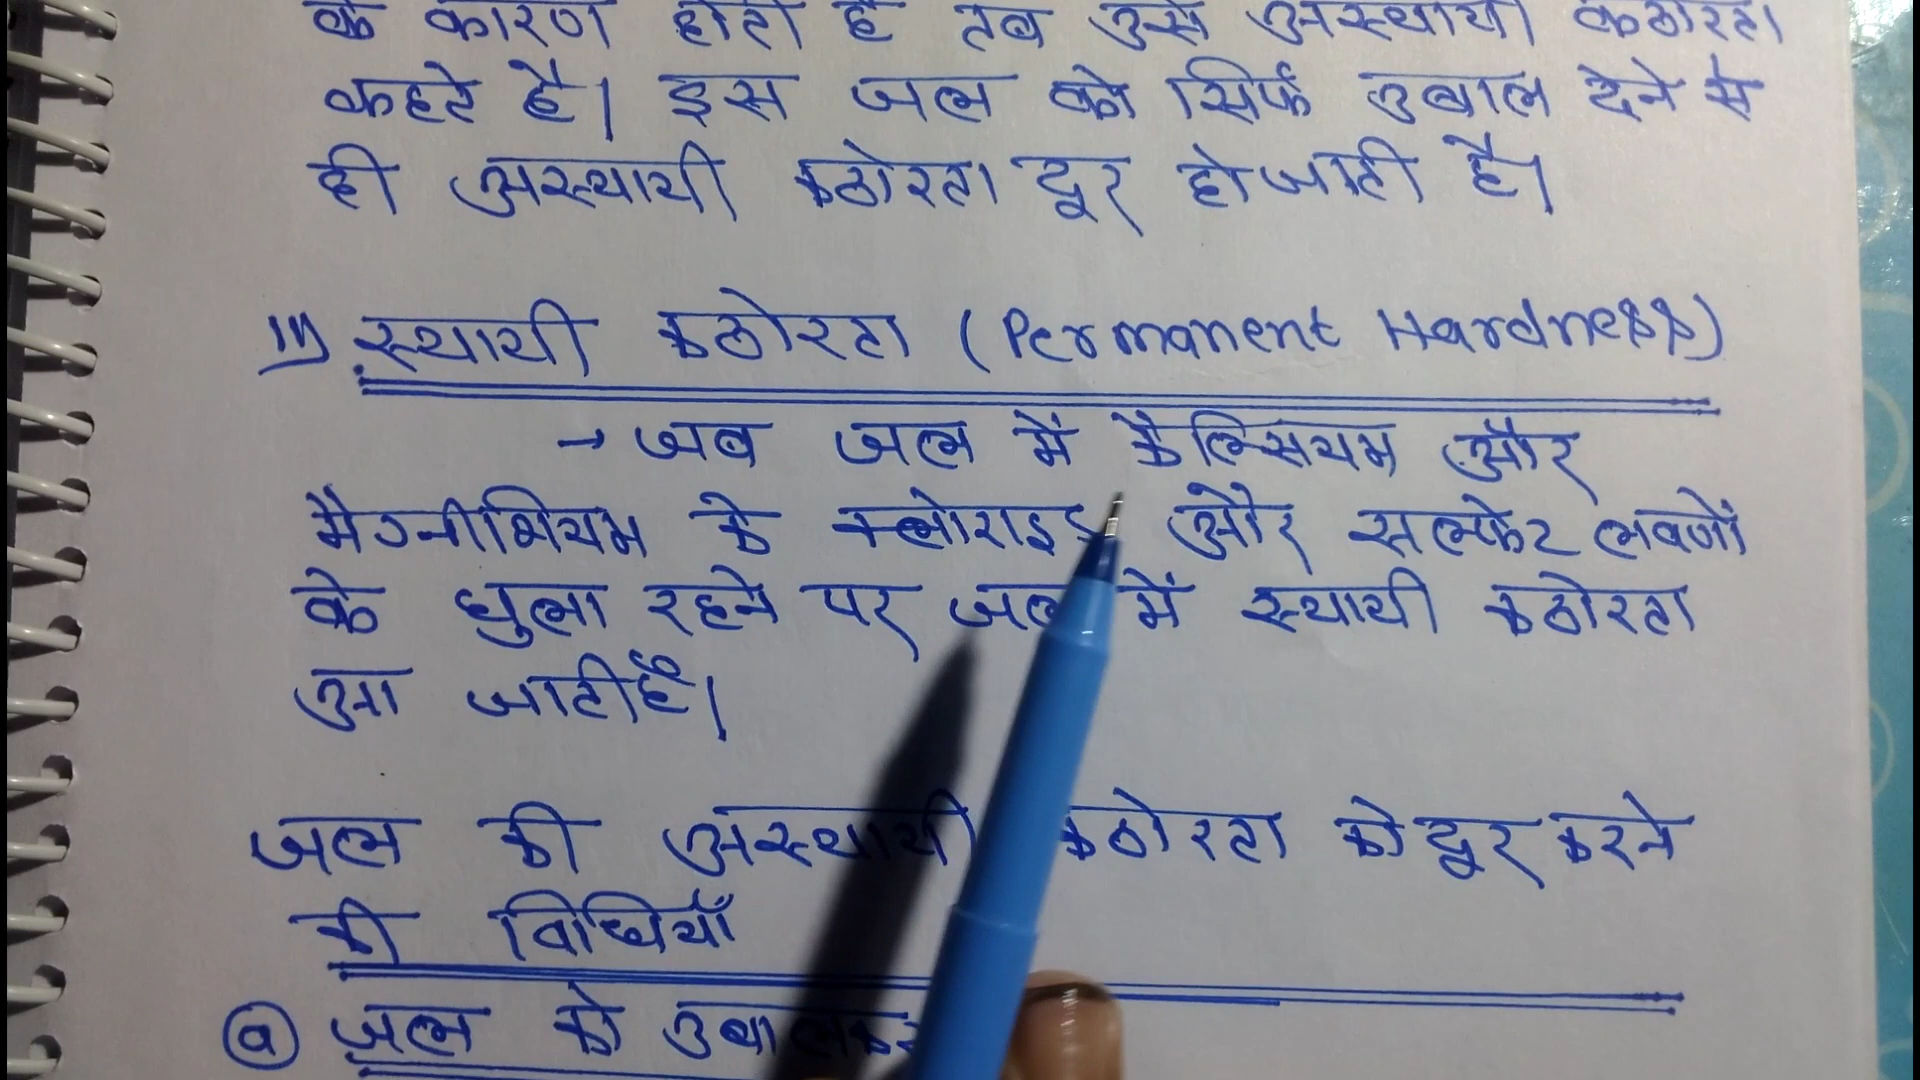 के कारण होता है तब उसे अस्थायी कठोरता
कहते है। इस जल को सिर्फ उबाल देने से
ही अस्थायी कठोरता दूर हो जाती है।
ii) स्थायी कठोरता (Permanent Hardness)
→ जब जल में कैल्सियम और
मैग्नीशियम के क्लोराइड और सल्फेट लवणों
के घुला रहने पर जल में स्थायी कठोरता
आ जाती है।
जल की अस्थायी कठोरता को दूर करने
की विधियाँ
ⓐ जल को उबालकर